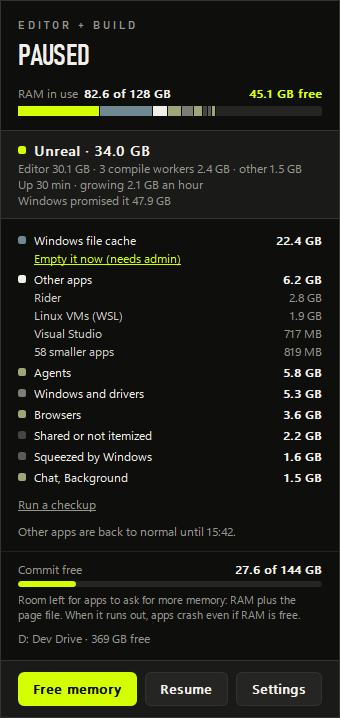 EDITOR + BUILD
PAUSED
RAM in use 82.6 of 128 GB 45.1 GB free
Unreal · 34.0 GB
Editor 30.1 GB · 3 compile workers 2.4 GB · other 1.5 GB
Up 30 min · growing 2.1 GB an hour
Windows promised it 47.9 GB
Windows file cache 22.4 GB
Empty it now (needs admin)
Other apps 6.2 GB
Rider 2.8 GB
Linux VMs (WSL) 1.9 GB
Visual Studio 717 MB
58 smaller apps 819 MB
Agents 5.8 GB
Windows and drivers 5.3 GB
Browsers 3.6 GB
Shared or not itemized 2.2 GB
Squeezed by Windows 1.6 GB
Chat, Background 1.5 GB
Run a checkup
Other apps are back to normal until 15:42.
Commit free 27.6 of 144 GB
Room left for apps to ask for more memory: RAM plus the
page file. When it runs out, apps crash even if RAM is free.
D: Dev Drive · 369 GB free
Free memory Resume Settings